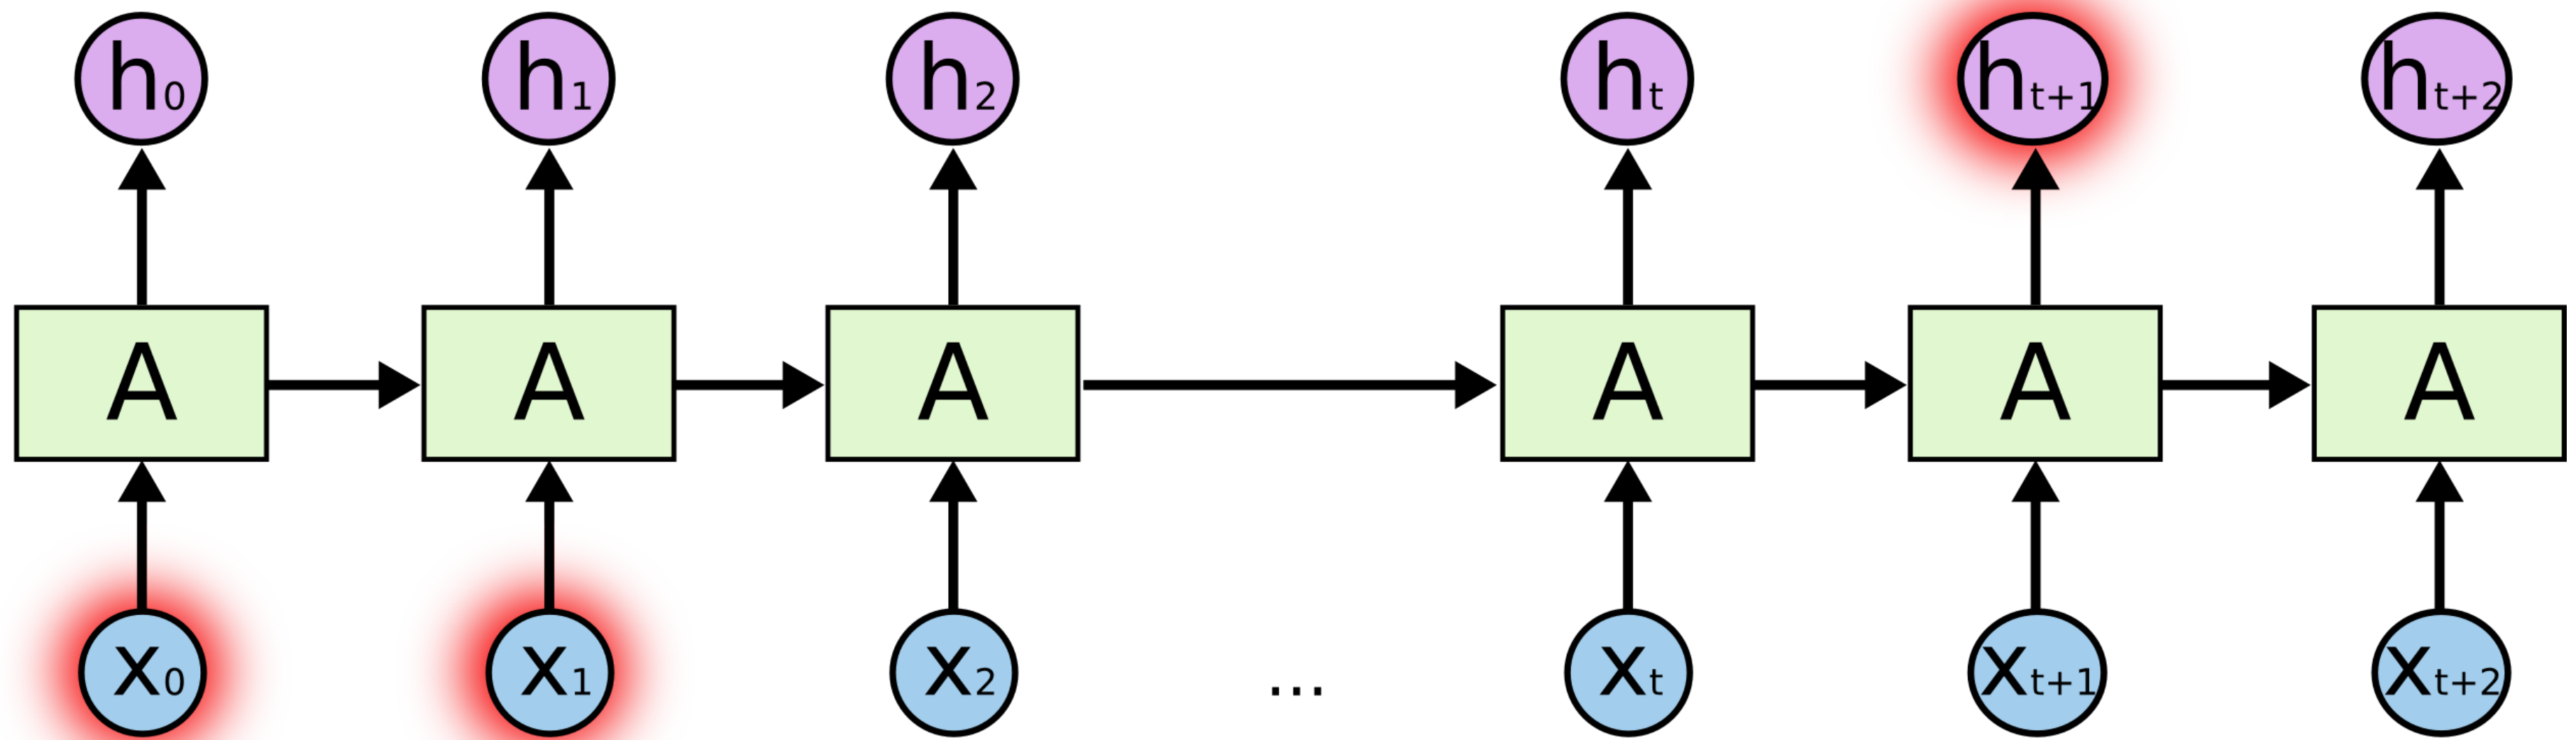 h₀ h₁ h₂ hₜ hₜ₊₁ hₜ₊₂
A A A A A A
x₀ x₁ x₂ ... xₜ xₜ₊₁ xₜ₊₂